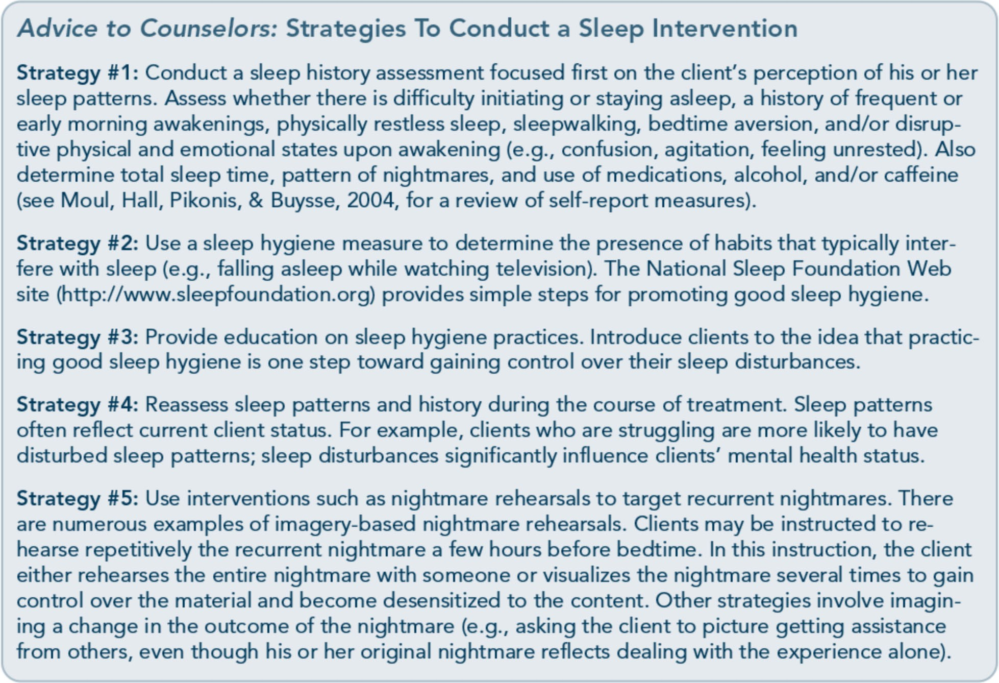 Advice to Counselors: Strategies To Conduct a Sleep Intervention
Strategy #1: Conduct a sleep history assessment focused first on the client’s perception of his or her
sleep patterns. Assess whether there is difficulty initiating or staying asleep, a history of frequent or
early morning awakenings, physically restless sleep, sleepwalking, bedtime aversion, and/or disrup-
tive physical and emotional states upon awakening (e.g., confusion, agitation, feeling unrested). Also
determine total sleep time, pattern of nightmares, and use of medications, alcohol, and/or caffeine
(see Moul, Hall, Pikonis, & Buysse, 2004, for a review of self-report measures).
Strategy #2: Use a sleep hygiene measure to determine the presence of habits that typically inter-
fere with sleep (e.g., falling asleep while watching television). The National Sleep Foundation Web
site (http://www.sleepfoundation.org) provides simple steps for promoting good sleep hygiene.
Strategy #3: Provide education on sleep hygiene practices. Introduce clients to the idea that practic-
ing good sleep hygiene is one step toward gaining control over their sleep disturbances.
Strategy #4: Reassess sleep patterns and history during the course of treatment. Sleep patterns
often reflect current client status. For example, clients who are struggling are more likely to have
disturbed sleep patterns; sleep disturbances significantly influence clients’ mental health status.
Strategy #5: Use interventions such as nightmare rehearsals to target recurrent nightmares. There
are numerous examples of imagery-based nightmare rehearsals. Clients may be instructed to re-
hearse repetitively the recurrent nightmare a few hours before bedtime. In this instruction, the client
either rehearses the entire nightmare with someone or visualizes the nightmare several times to gain
control over the material and become desensitized to the content. Other strategies involve imagin-
ing a change in the outcome of the nightmare (e.g., asking the client to picture getting assistance
from others, even though his or her original nightmare reflects dealing with the experience alone).